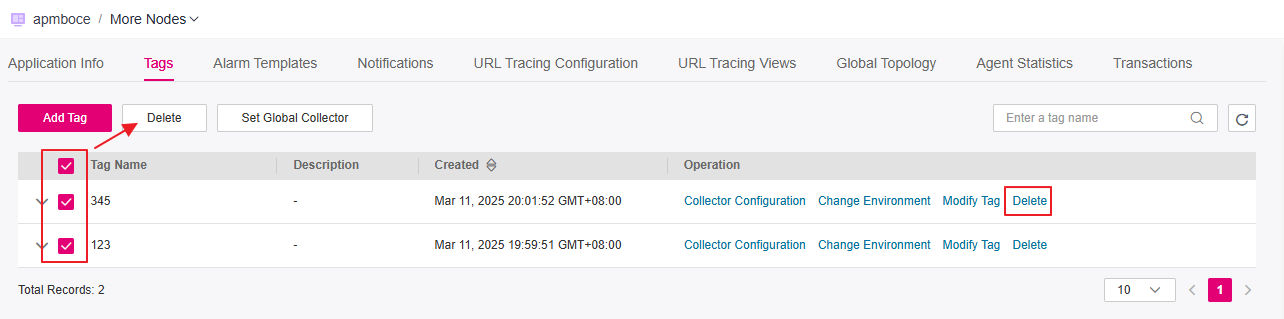 apmboce / More Nodes
Application Info Tags Alarm Templates Notifications URL Tracing Configuration URL Tracing Views Global Topology Agent Statistics Transactions
Add Tag Delete Set Global Collector Enter a tag name
Tag Name Description Created Operation
345 - Mar 11, 2025 20:01:52 GMT+08:00 Collector Configuration Change Environment Modify Tag Delete
123 - Mar 11, 2025 19:59:51 GMT+08:00 Collector Configuration Change Environment Modify Tag Delete
Total Records: 2 10 1